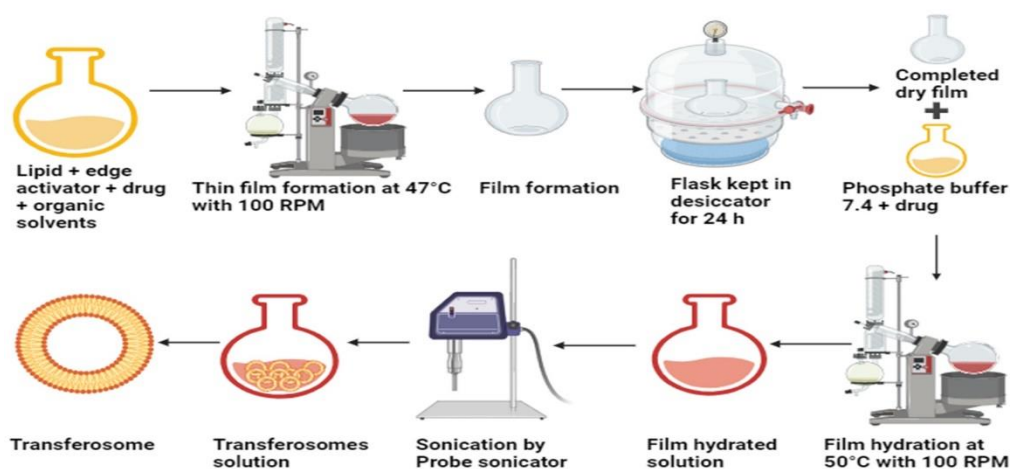 Lipid + edge
activator + drug
+ organic
solvents
Thin film formation at 47°C
with 100 RPM
Film formation
Flask kept in
desiccator
for 24 h
Completed
dry film
+
Phosphate buffer
7.4 + drug
Transferosome
Transferosomes
solution
Sonication by
Probe sonicator
Film hydrated
solution
Film hydration at
50°C with 100 RPM